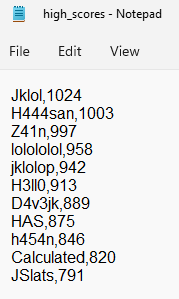 high_scores - Notepad
File Edit View
Jklol,1024
H444san,1003
Z41n,997
lolololol,958
jklolop,942
H3ll0,913
D4v3jk,889
HAS,875
h454n,846
Calculated,820
JSlats,791